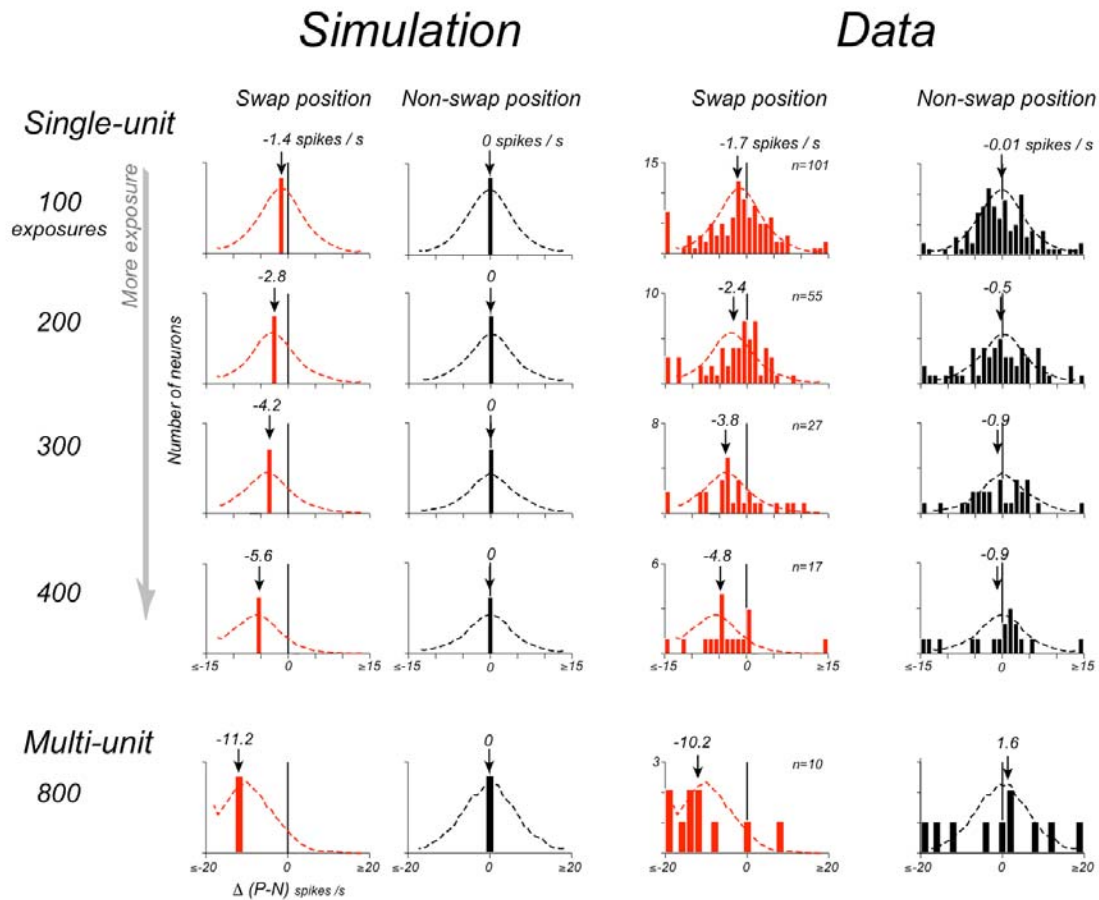 Simulation Data
Swap position Non-swap position Swap position Non-swap position
Single-unit
-1.4 spikes / s 0 spikes / s -1.7 spikes / s -0.01 spikes / s
15 n=101
100
exposures
More exposure
Number of neurons
-2.8 0 -2.4 -0.5
200
10 n=55
-4.2 0 -3.8 -0.9
300
8 n=27
-5.6 0 -4.8 -0.9
400
6 n=17
≤-15 0 ≥15 ≤-15 0 ≥15 ≤-15 0 ≥15 ≤-15 0 ≥15
Multi-unit
-11.2 0 -10.2 1.6
800
3 n=10
≤-20 0 ≥20 ≤-20 0 ≥20 ≤-20 0 ≥20 ≤-20 0 ≥20
Δ (P-N) spikes /s